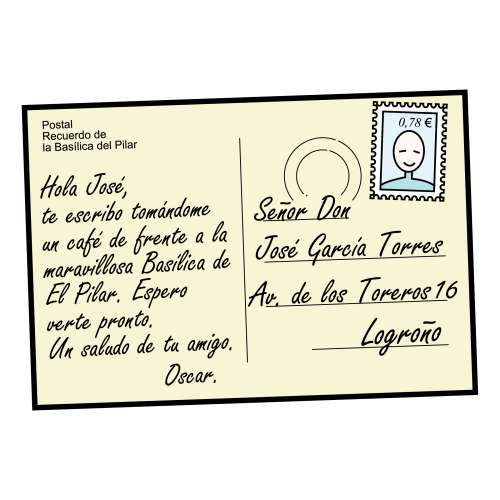 Postal
Recuerdo de
la Basílica del Pilar
Hola José,
te escribo tomándome
un café de frente a la
maravillosa Basílica de
El Pilar. Espero
verte pronto.
Un saludo de tu amigo.
Oscar.
0,78 €
Señor Don
José García Torres
Av. de los Toreros 16
Logroño